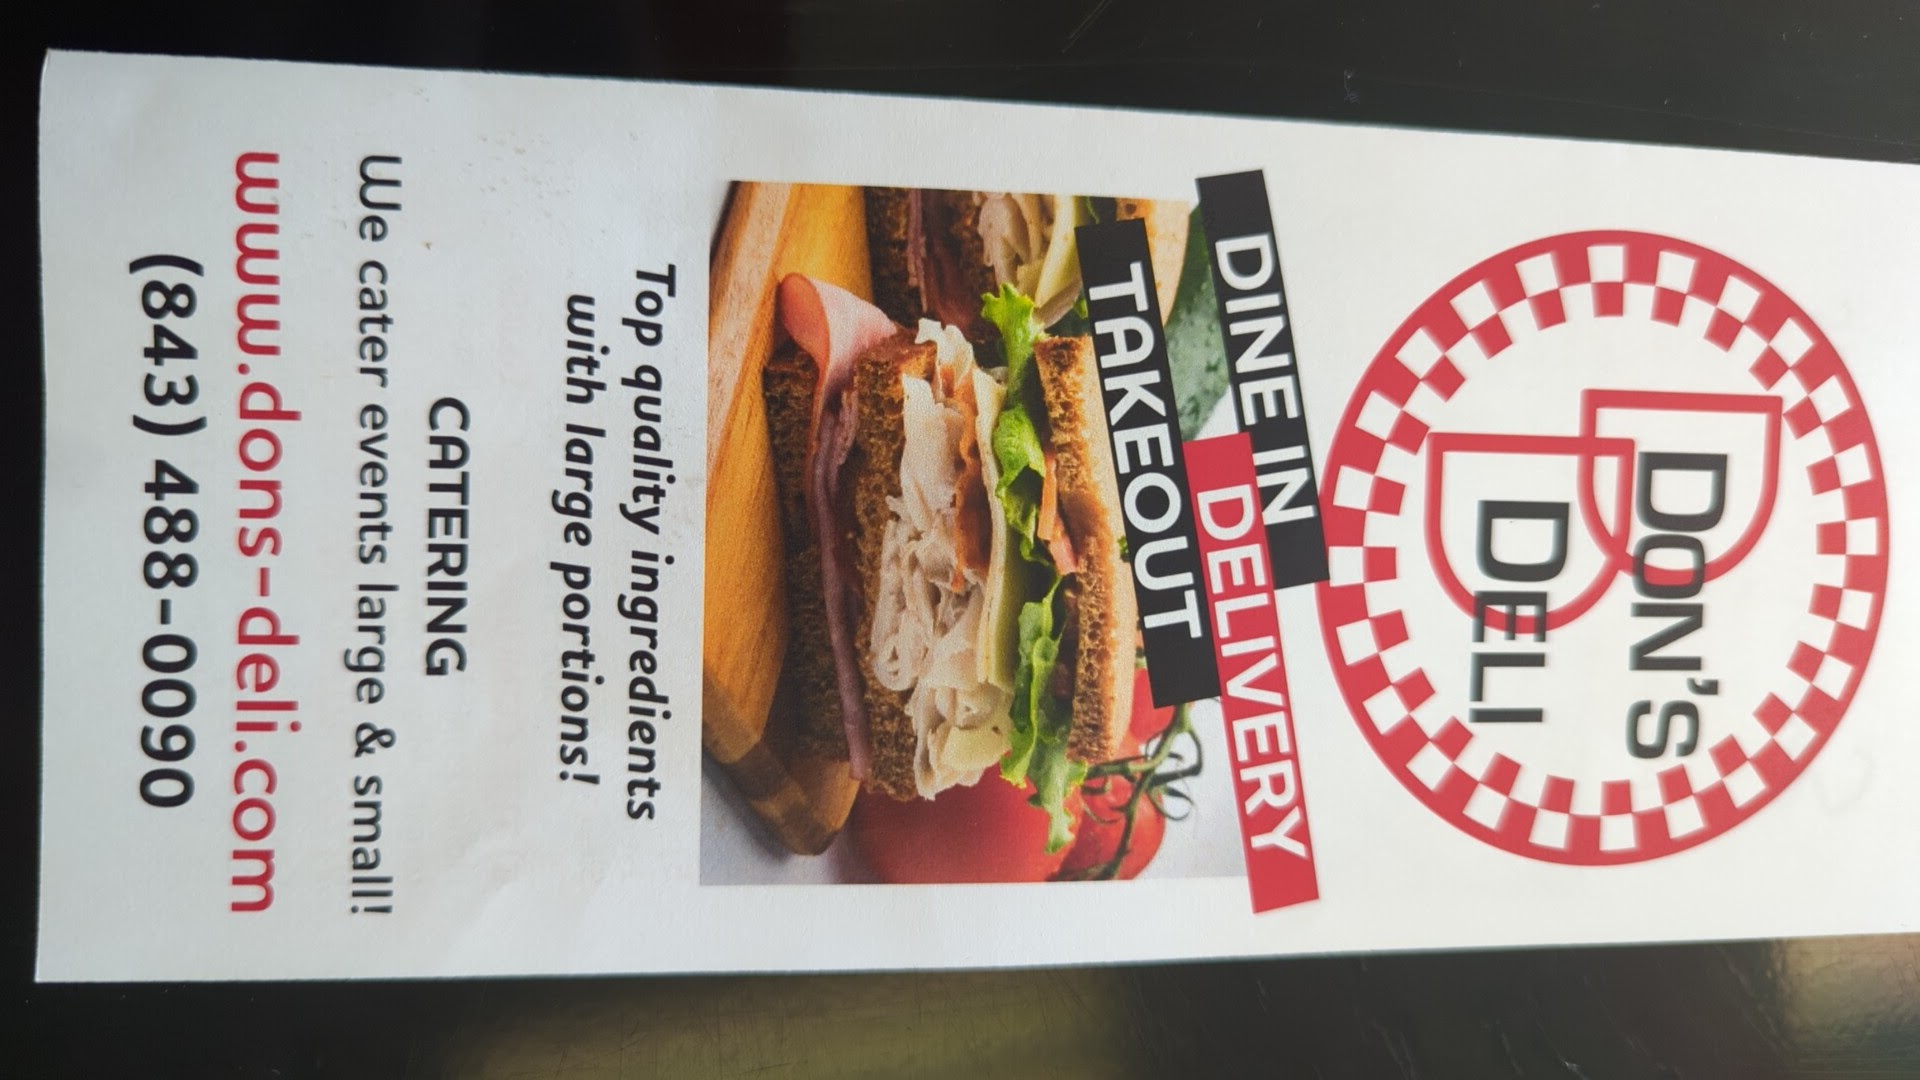 DON'S
DELI
DINE IN
DELIVERY
TAKEOUT
Top quality ingredients
with large portions!
CATERING
We cater events large & small!
www.dons-deli.com
(843) 488-0090